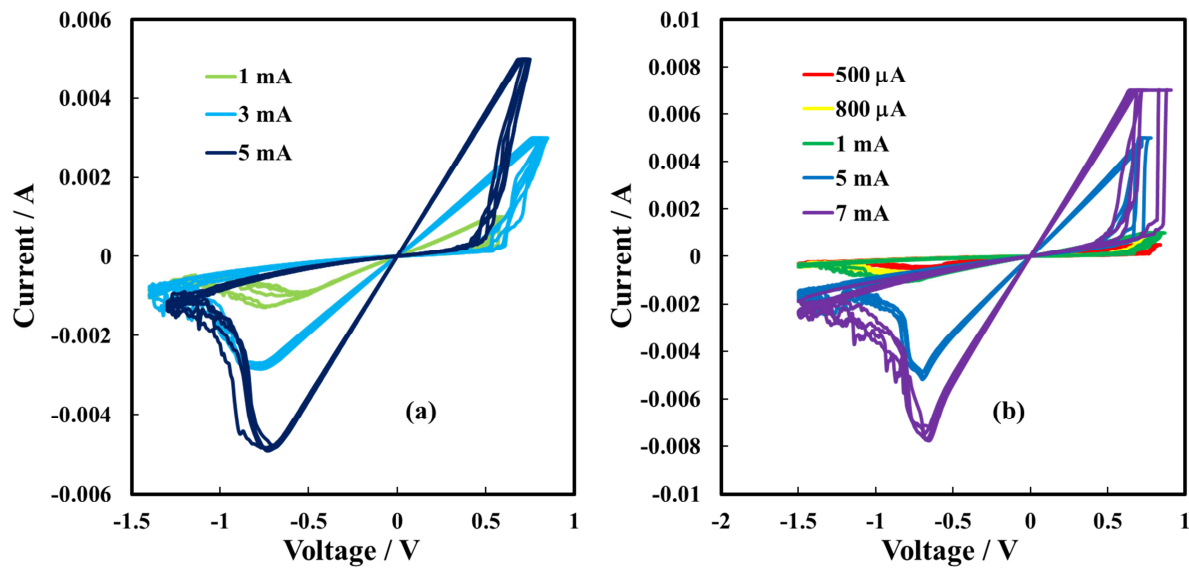 0.006
0.004
0.002
0
-0.002
-0.004
-0.006
-1.5
-1
-0.5
0
0.5
1
Current / A
Voltage / V
1 mA
3 mA
5 mA
(a)
0.01
0.008
0.006
0.004
0.002
0
-0.002
-0.004
-0.006
-0.008
-0.01
-2
-1.5
-1
-0.5
0
0.5
1
Current / A
Voltage / V
500 μA
800 μA
1 mA
5 mA
7 mA
(b)